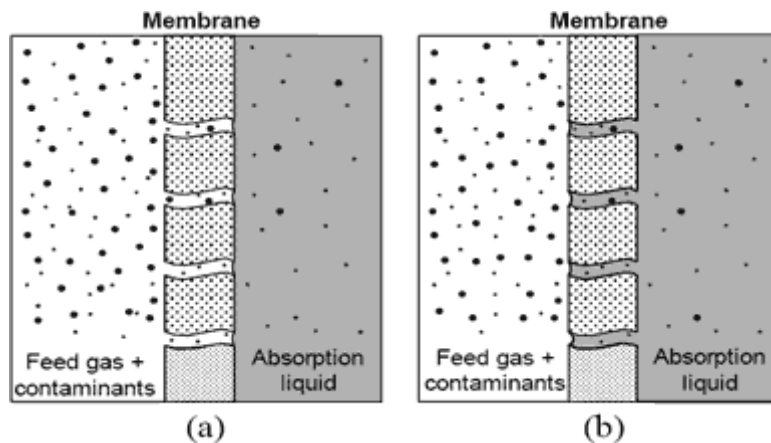 Membrane
Feed gas +
contaminants
Absorption
liquid
(a)
Membrane
Feed gas +
contaminants
Absorption
liquid
(b)